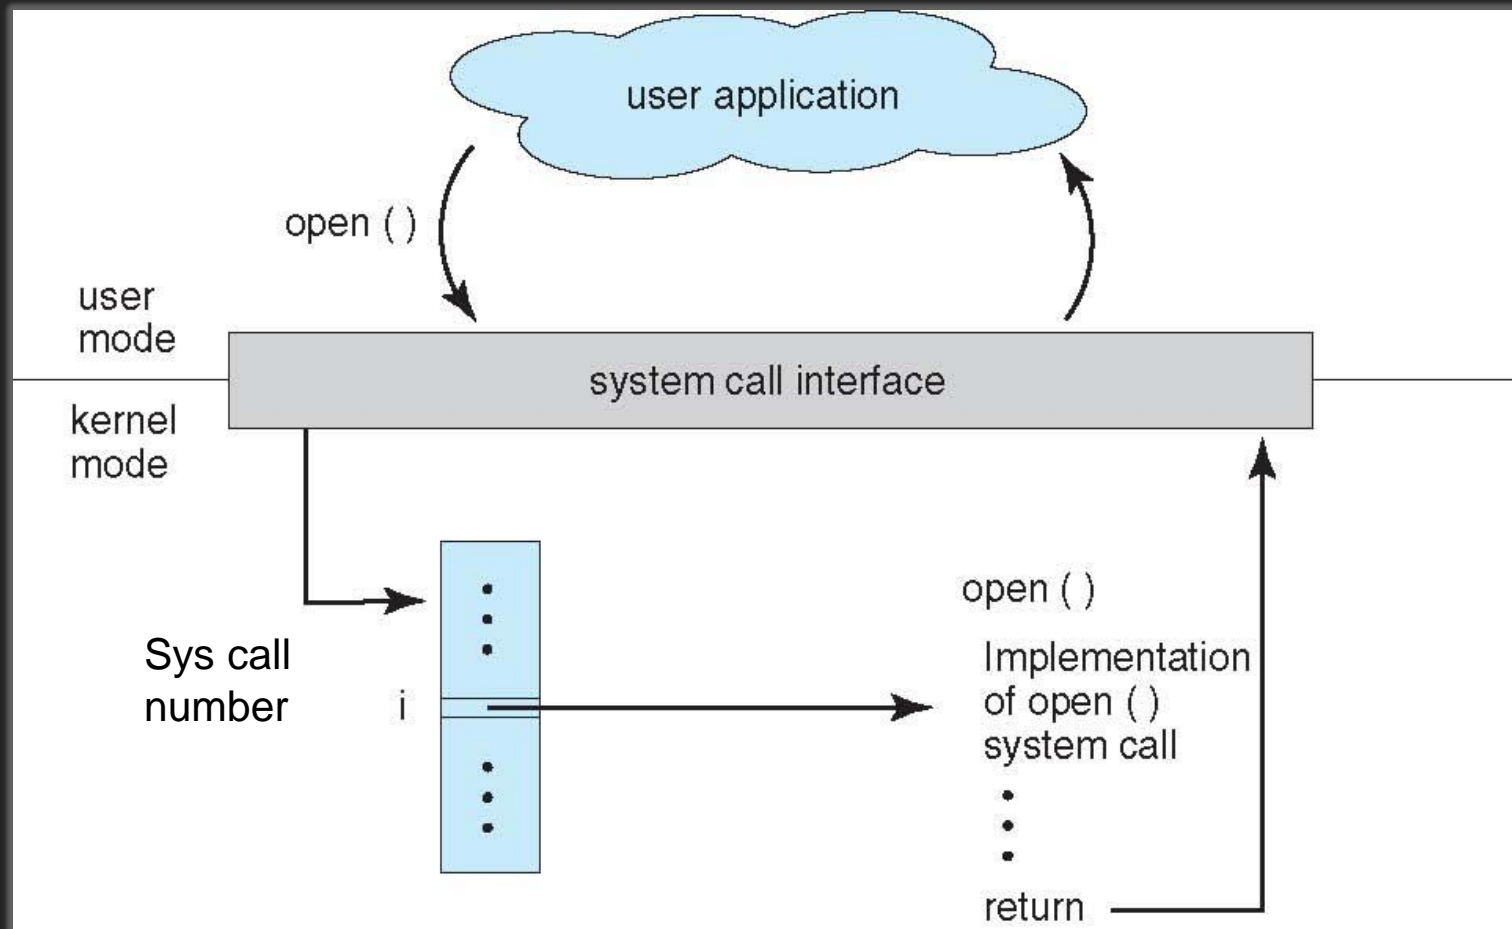 user application
open ( )
user
mode
system call interface
kernel
mode
open ( )
Sys call
number
i
Implementation
of open ( )
system call
return